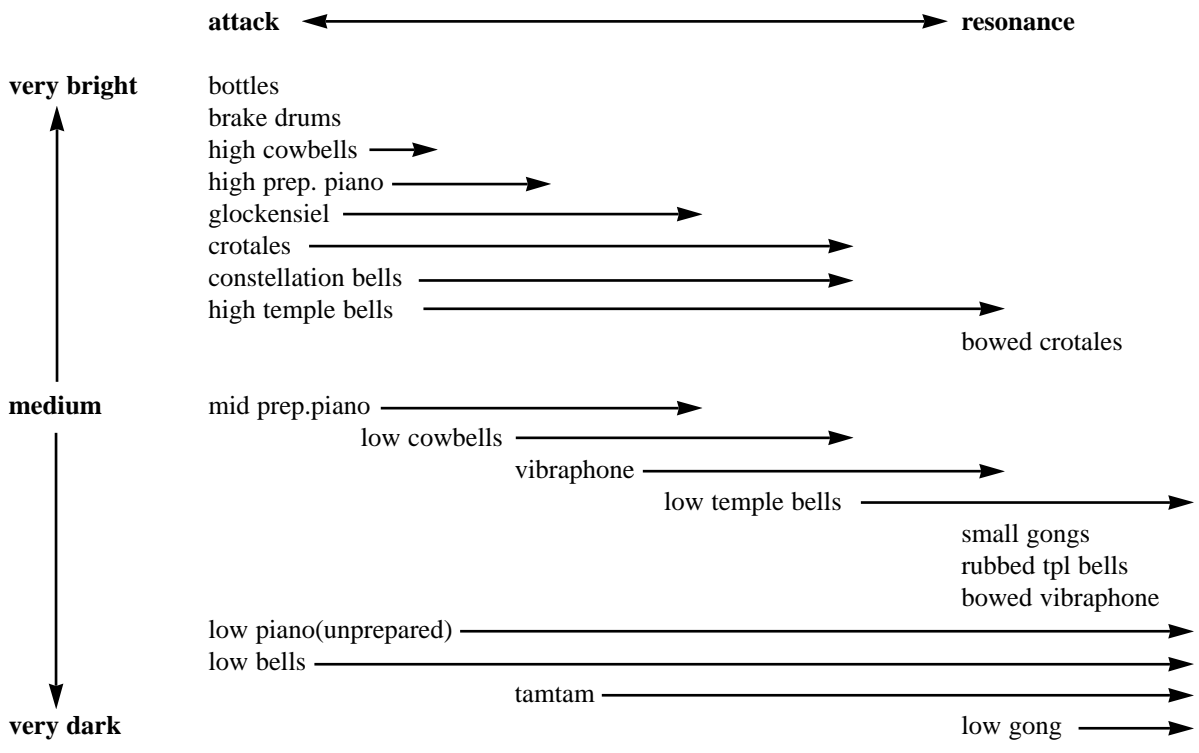 attack resonance
very bright bottles
brake drums
high cowbells
high prep. piano
glockensiel
crotales
constellation bells
high temple bells
bowed crotales
medium mid prep.piano
low cowbells
vibraphone
low temple bells
small gongs
rubbed tpl bells
bowed vibraphone
low piano(unprepared)
low bells
tamtam
very dark low gong